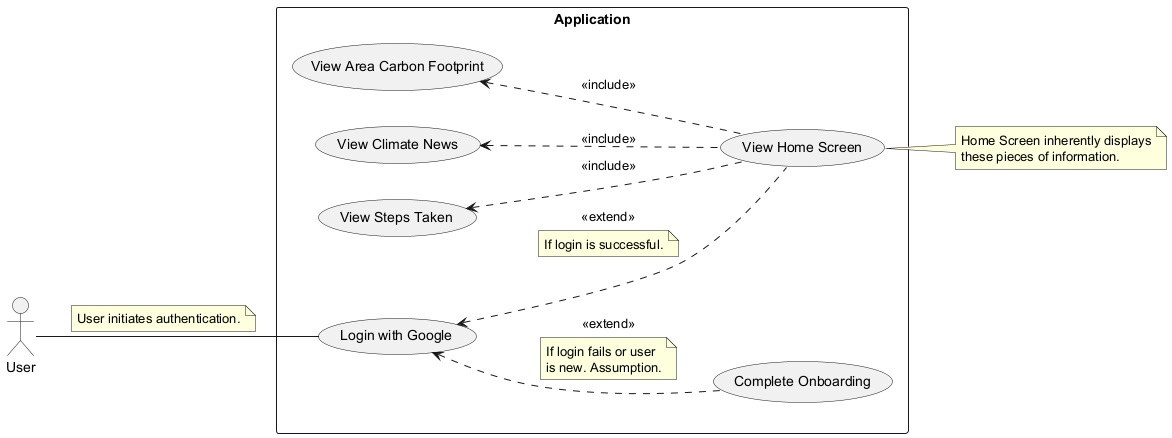 Application
View Area Carbon Footprint
«include»
View Climate News
«include»
View Home Screen
Home Screen inherently displays
these pieces of information.
«include»
View Steps Taken
«extend»
If login is successful.
User initiates authentication.
User
Login with Google
«extend»
If login fails or user
is new. Assumption.
Complete Onboarding